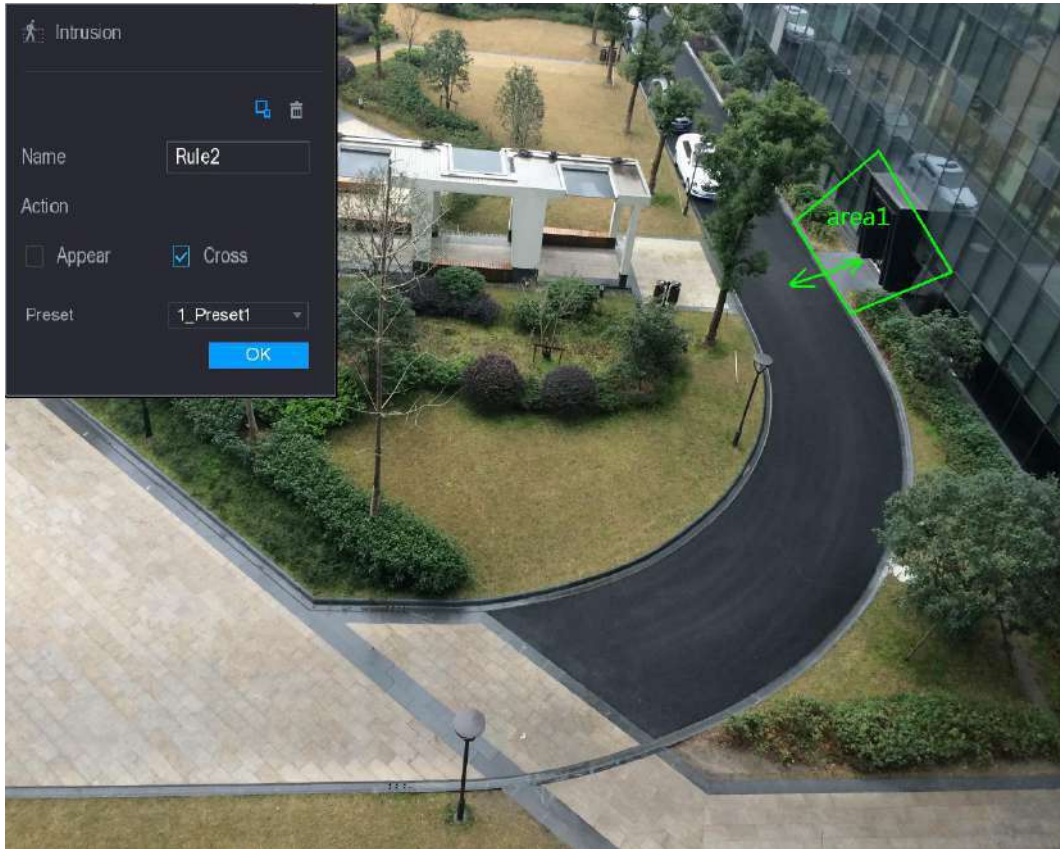 Intrusion
Name
Rule2
Action
Appear
Cross
Preset
1_Preset1
OK
area1